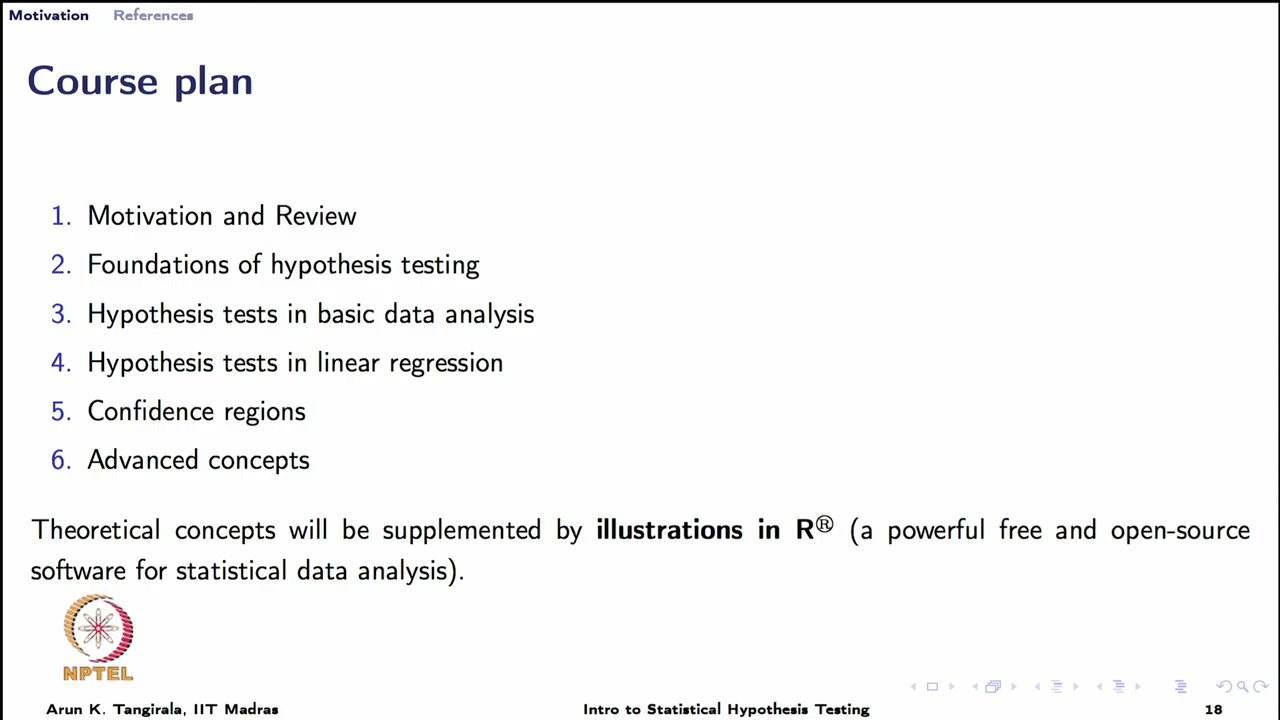 Motivation References
Course plan
1. Motivation and Review
2. Foundations of hypothesis testing
3. Hypothesis tests in basic data analysis
4. Hypothesis tests in linear regression
5. Confidence regions
6. Advanced concepts
Theoretical concepts will be supplemented by illustrations in R® (a powerful free and open-source
software for statistical data analysis).
NPTEL
Arun K. Tangirala, IIT Madras Intro to Statistical Hypothesis Testing 18